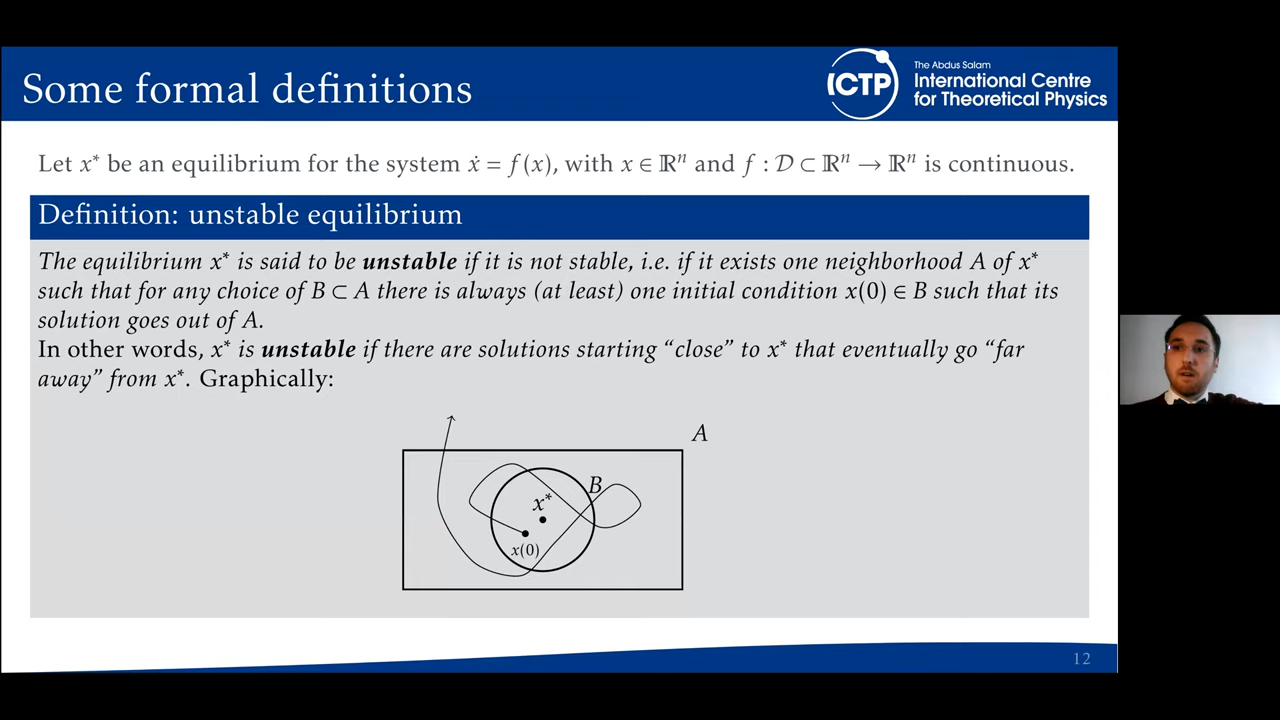 Some formal definitions
ICTP
The Abdus Salam
International Centre
for Theoretical Physics
Let x* be an equilibrium for the system ẋ = f(x), with x ∈ ℝⁿ and f : 𝒟 ⊂ ℝⁿ → ℝⁿ is continuous.
Definition: unstable equilibrium
The equilibrium x* is said to be unstable if it is not stable, i.e. if it exists one neighborhood A of x*
such that for any choice of B ⊂ A there is always (at least) one initial condition x(0) ∈ B such that its
solution goes out of A.
In other words, x* is unstable if there are solutions starting “close” to x* that eventually go “far
away” from x*. Graphically:
A
B
x*
x(0)
12